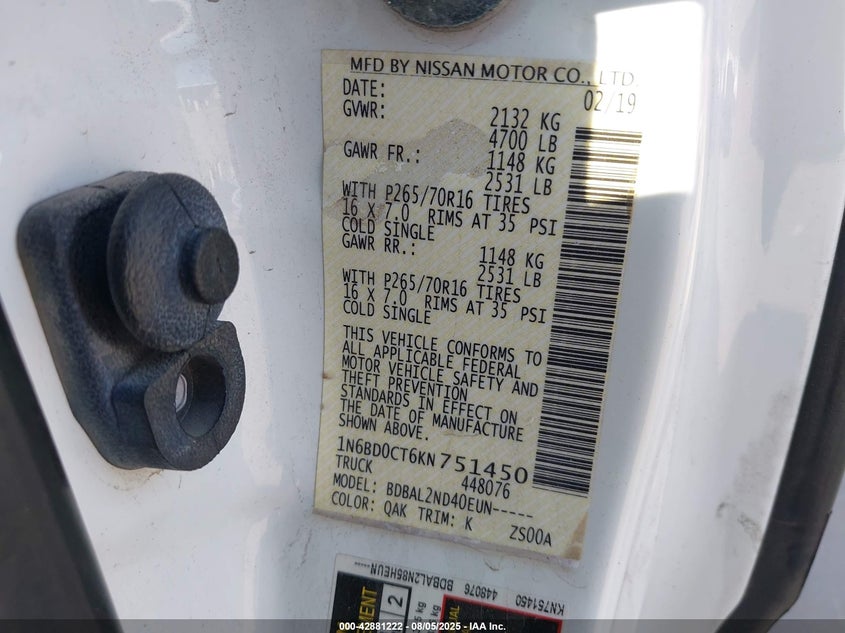 MFD BY NISSAN MOTOR CO., LTD
DATE: 02/19
GVWR: 2132 KG
4700 LB
GAWR FR.: 1148 KG
2531 LB
WITH P265/70R16 TIRES
16 X 7.0 RIMS AT 35 PSI
COLD SINGLE
GAWR RR.: 1148 KG
2531 LB
WITH P265/70R16 TIRES
16 X 7.0 RIMS AT 35 PSI
COLD SINGLE
THIS VEHICLE CONFORMS TO
ALL APPLICABLE FEDERAL
MOTOR VEHICLE SAFETY AND
THEFT PREVENTION
STANDARDS IN EFFECT ON
THE DATE OF MANUFACTURE
SHOWN ABOVE.
1N6BD0CT6KN751450
TRUCK 448076
MODEL: BDBAL2ND40EUN-----
COLOR: QAK TRIM: K ZS00A
KN751450 448076 BDBAL2N85HEUN
2
000-42881222 - 08/05/2025 - IAA Inc.